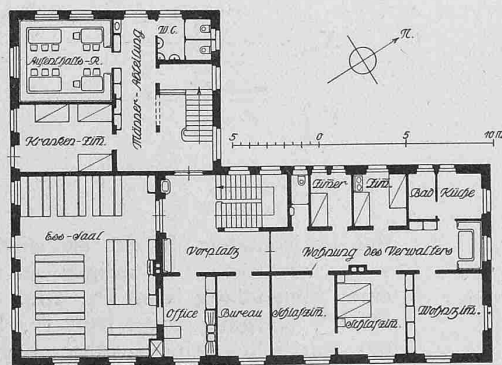 Aufenthalts-R.
W.C.
Männer-Abteilung
n.
Kranken-Zim.
5 0 5 10 m
Ess-Saal
Zimer
Zim.
Bad
Küche
Vorplatz
Wohnung des Verwalters
Office
Bureau
Schlafzim.
Schlafzim.
Wohnzim.